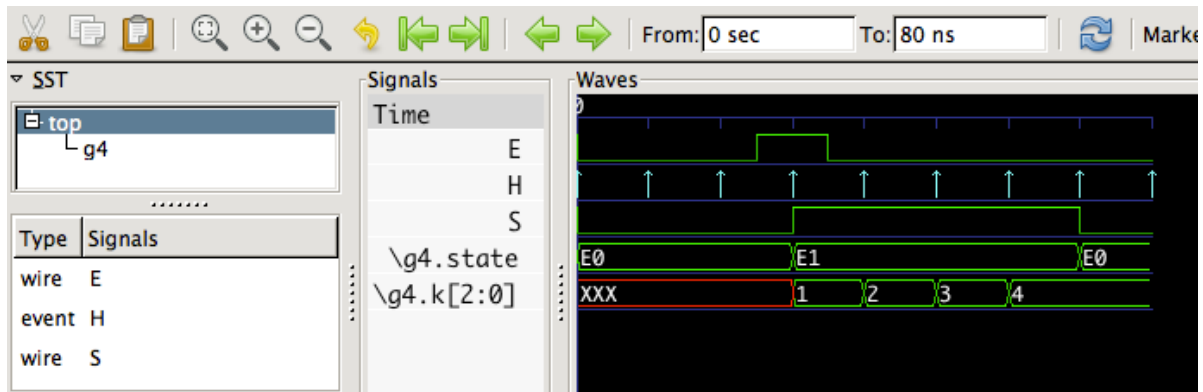 From: 0 sec To: 80 ns Marke
SST
top
g4
Type Signals
wire E
event H
wire S
Signals
Time
E
H
S
\g4.state
\g4.k[2:0]
Waves
0
E0 E1 E0
XXX 1 2 3 4